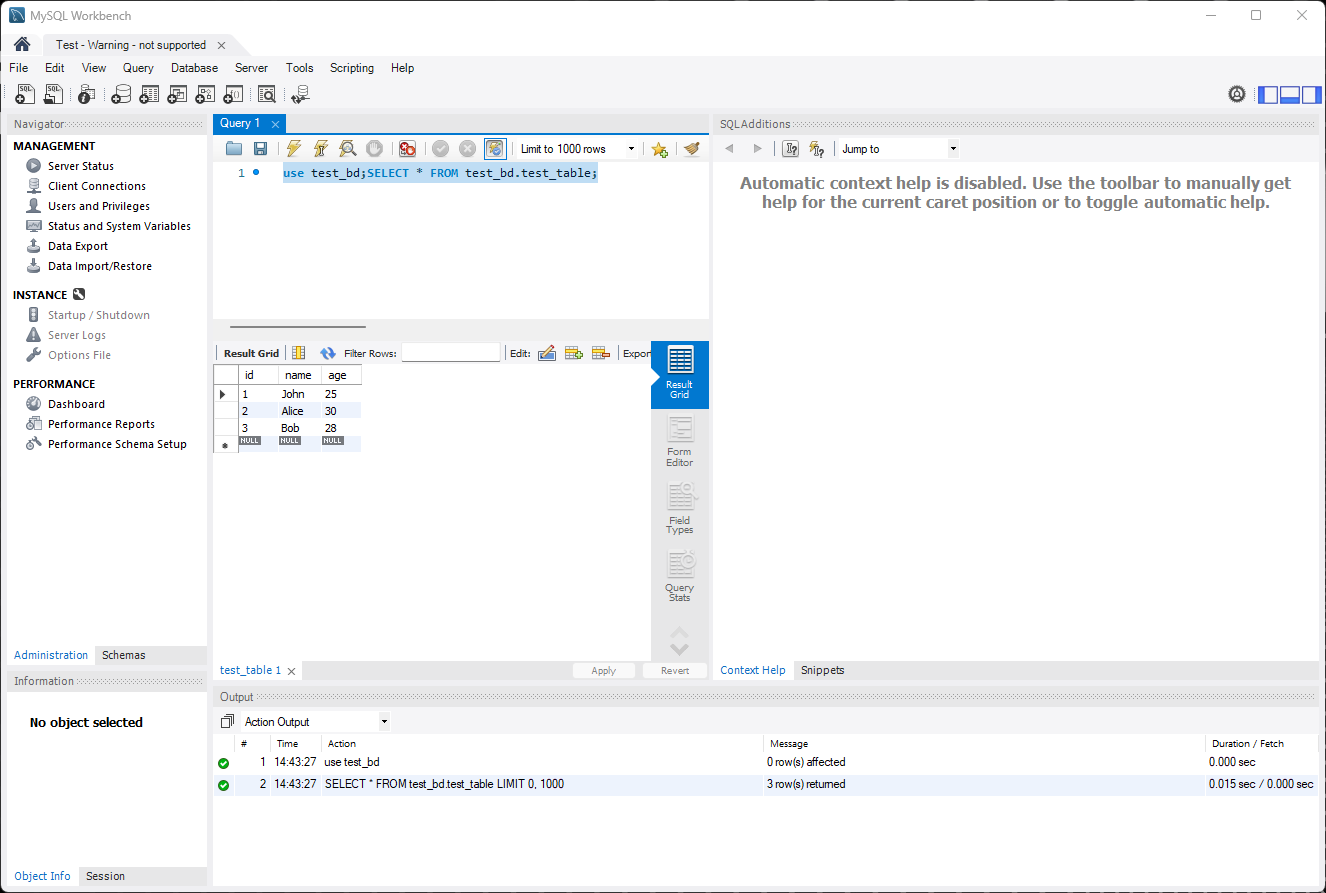 MySQL Workbench
Test - Warning - not supported
File Edit View Query Database Server Tools Scripting Help
Navigator
MANAGEMENT
Server Status
Client Connections
Users and Privileges
Status and System Variables
Data Export
Data Import/Restore
INSTANCE
Startup / Shutdown
Server Logs
Options File
PERFORMANCE
Dashboard
Performance Reports
Performance Schema Setup
Administration Schemas
Information
No object selected
Object Info Session
Query 1
Limit to 1000 rows
1 use test_bd;SELECT * FROM test_bd.test_table;
Result Grid Filter Rows: Edit: Expor
id name age
1 John 25
2 Alice 30
3 Bob 28
NULL NULL NULL
Result
Grid
Form
Editor
Field
Types
Query
Stats
test_table 1
Apply Revert
SQLAdditions
Jump to
Automatic context help is disabled. Use the toolbar to manually get
help for the current caret position or to toggle automatic help.
Context Help Snippets
Output
Action Output
# Time Action Message Duration / Fetch
1 14:43:27 use test_bd 0 row(s) affected 0.000 sec
2 14:43:27 SELECT * FROM test_bd.test_table LIMIT 0, 1000 3 row(s) returned 0.015 sec / 0.000 sec